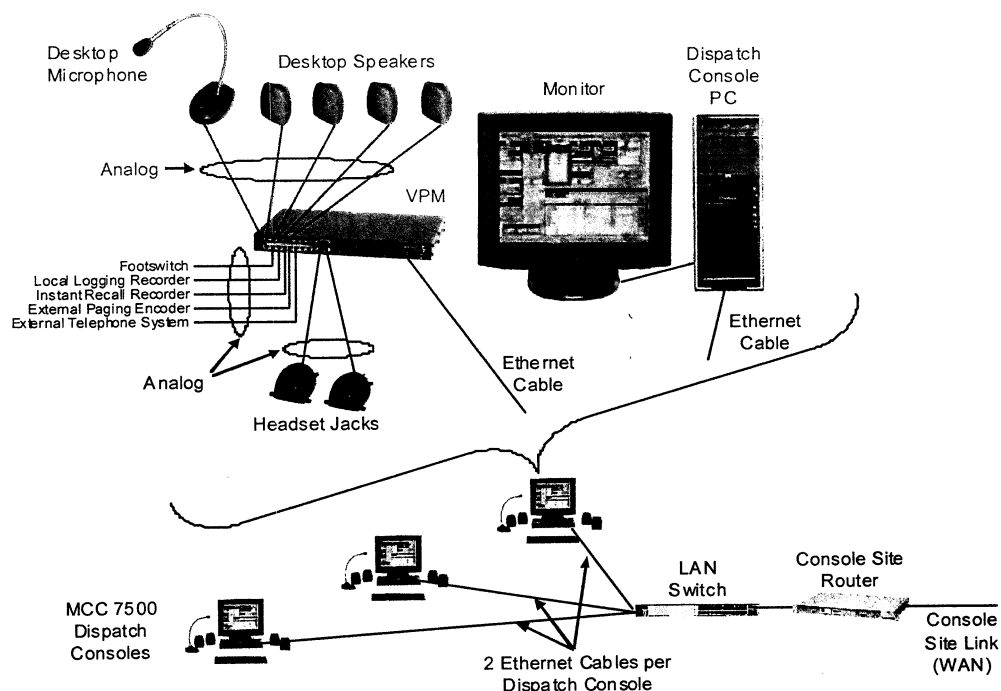 Desktop
Microphone
Desktop Speakers
Monitor
Dispatch
Console
PC
Analog
VPM
Footswitch
Local Logging Recorder
Instant Recall Recorder
External Paging Encoder
External Telephone System
Analog
Headset Jacks
Ethernet
Cable
Ethernet
Cable
MCC 7500
Dispatch
Consoles
LAN
Switch
Console Site
Router
2 Ethernet Cables per
Dispatch Console
Console
Site Link
(WAN)